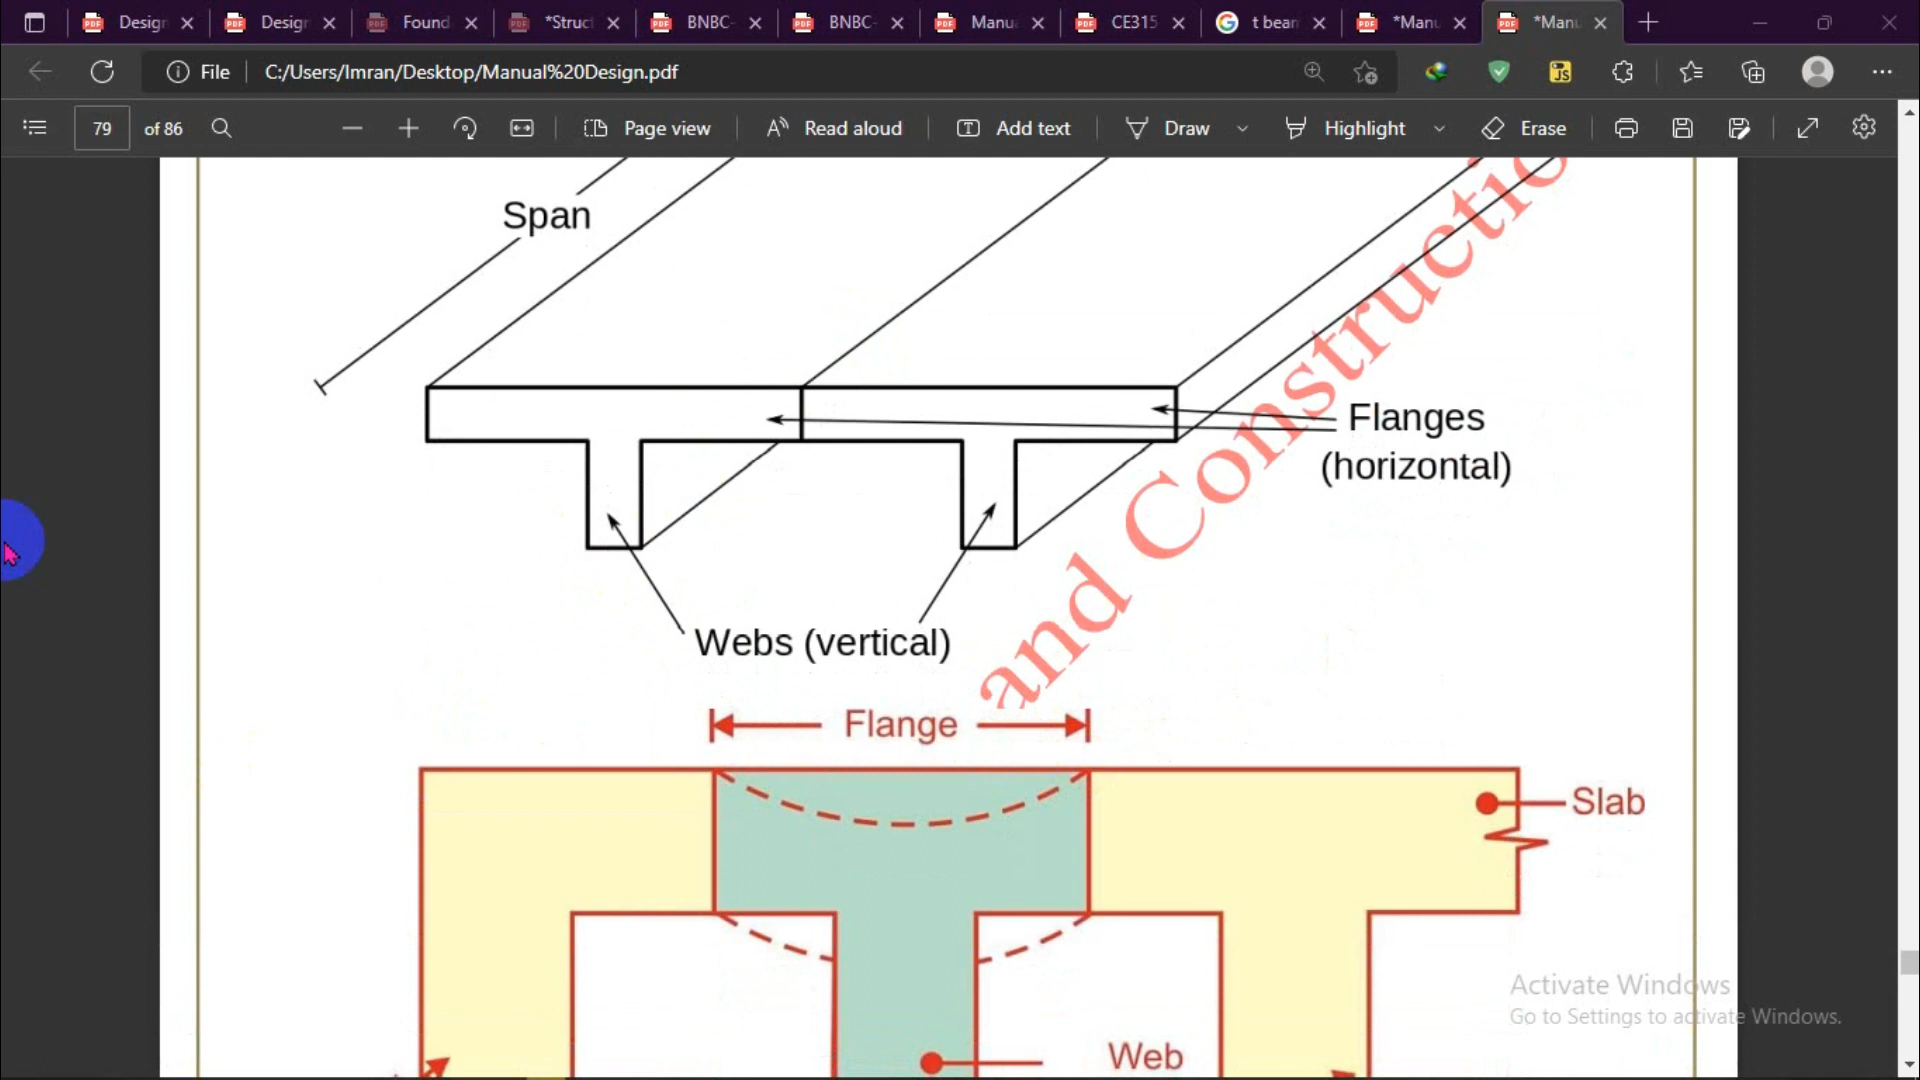 Design
Design
Found
*Struct
BNBC-
BNBC-
Manu
CE315
t bean
*Manu
*Manu
File
C:/Users/Imran/Desktop/Manual%20Design.pdf
79
of 86
Page view
Read aloud
Add text
Draw
Highlight
Erase
Span
Flanges
(horizontal)
Webs (vertical)
and Constructio
Flange
Slab
Web
Activate Windows
Go to Settings to activate Windows.